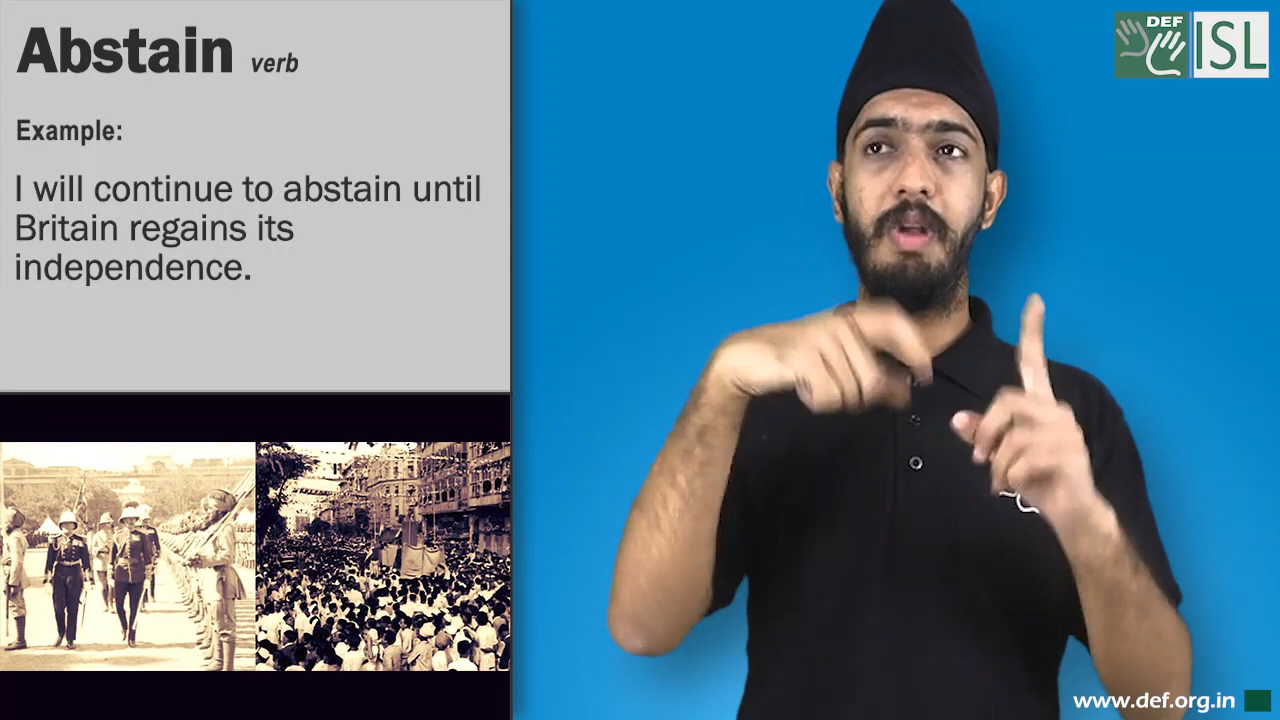 Abstain verb
Example:
I will continue to abstain until
Britain regains its
independence.
DEF
ISL
www.def.org.in